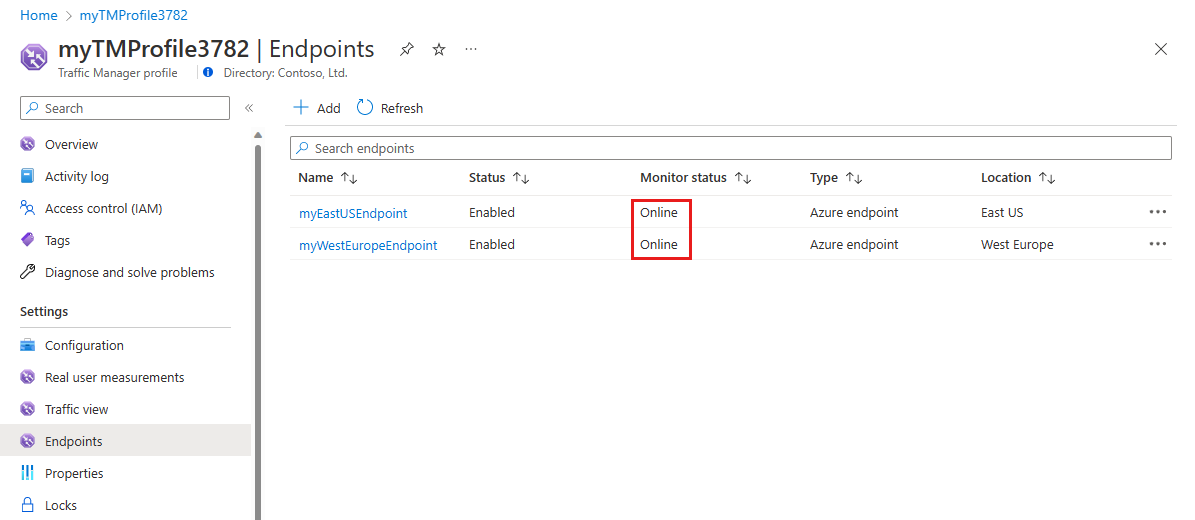 Home > myTMProfile3782
myTMProfile3782 | Endpoints ...
Traffic Manager profile
Directory: Contoso, Ltd.
Search
«
Overview
Activity log
Access control (IAM)
Tags
Diagnose and solve problems
Settings
Configuration
Real user measurements
Traffic view
Endpoints
Properties
Locks
Add Refresh
Search endpoints
Name Status Monitor status Type Location
myEastUSEndpoint Enabled Online Azure endpoint East US ...
myWestEuropeEndpoint Enabled Online Azure endpoint West Europe ...